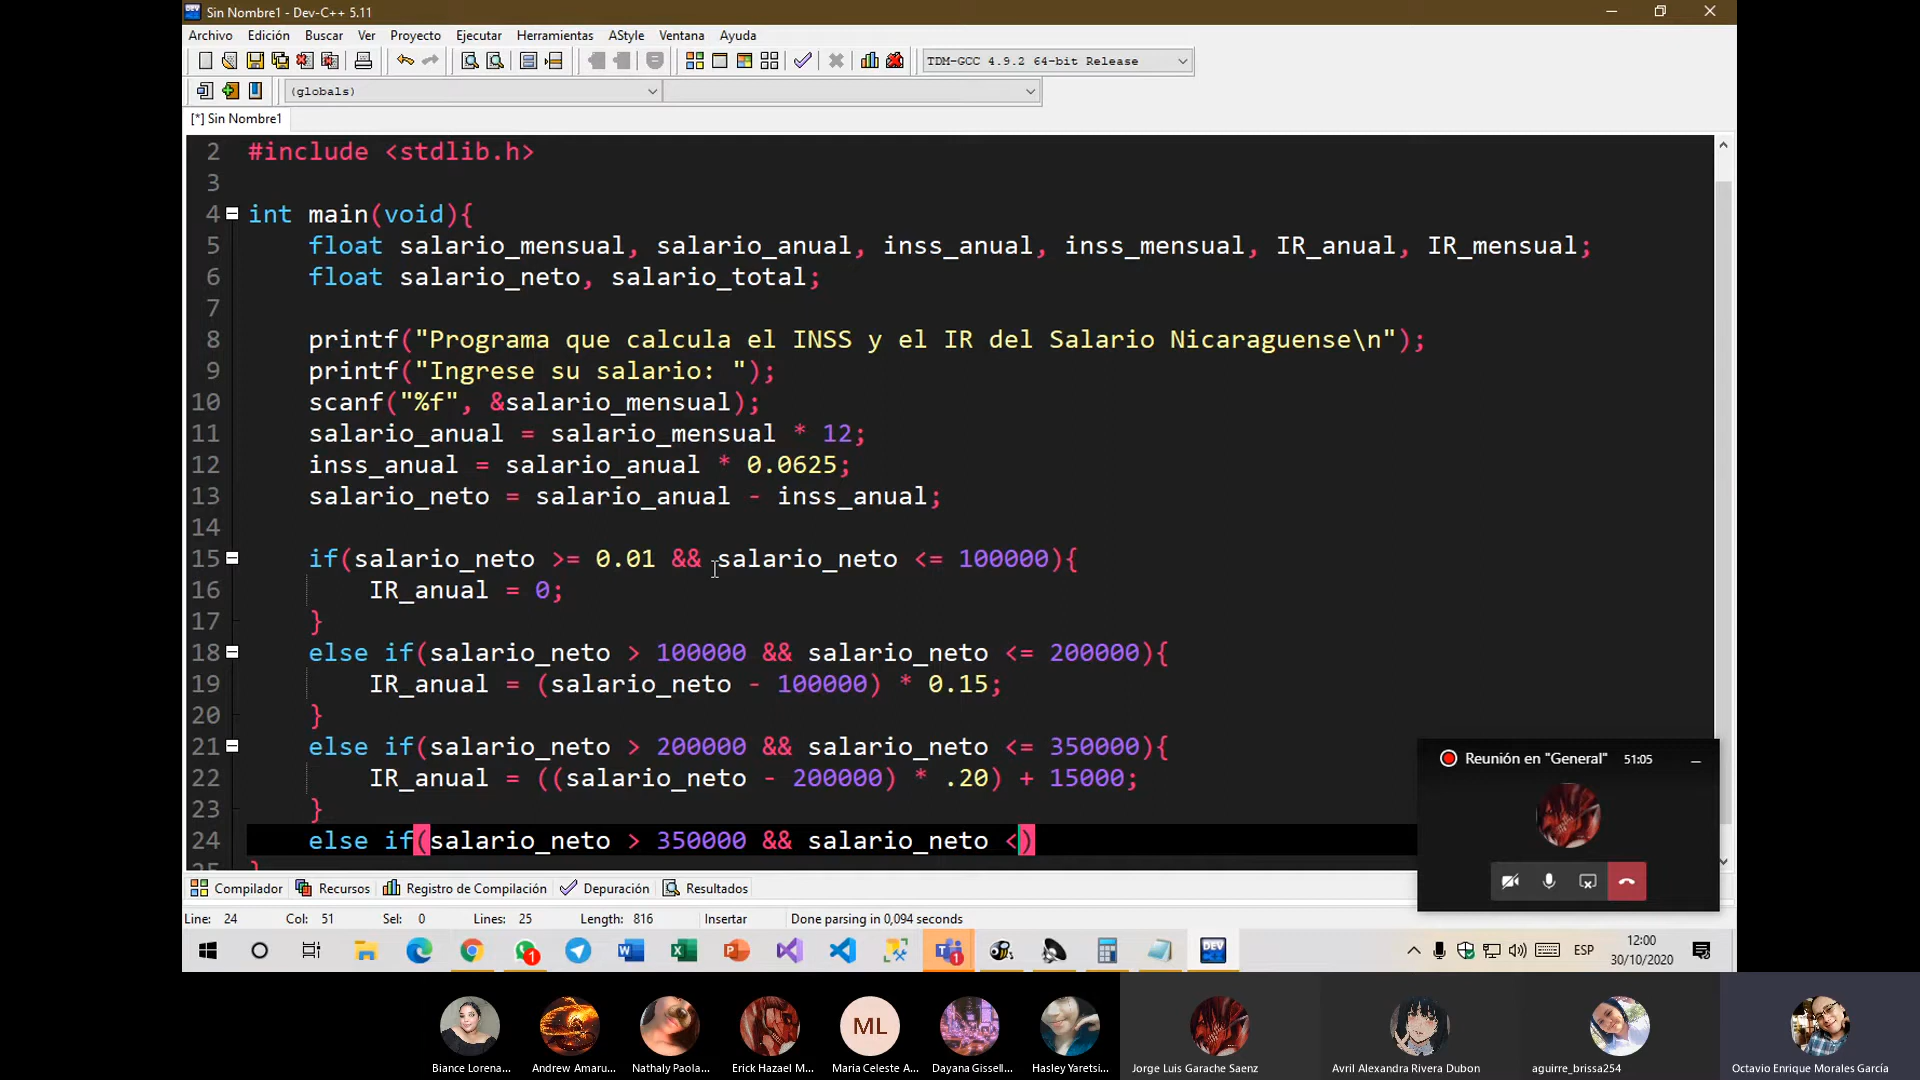 Sin Nombre1 - Dev-C++ 5.11
Archivo Edición Buscar Ver Proyecto Ejecutar Herramientas AStyle Ventana Ayuda
TDM-GCC 4.9.2 64-bit Release
(globals)
[*] Sin Nombre1
2 #include <stdlib.h>
3
4 int main(void){
5 float salario_mensual, salario_anual, inss_anual, inss_mensual, IR_anual, IR_mensual;
6 float salario_neto, salario_total;
7
8 printf("Programa que calcula el INSS y el IR del Salario Nicaraguense\n");
9 printf("Ingrese su salario: ");
10 scanf("%f", &salario_mensual);
11 salario_anual = salario_mensual * 12;
12 inss_anual = salario_anual * 0.0625;
13 salario_neto = salario_anual - inss_anual;
14
15 if(salario_neto >= 0.01 && salario_neto <= 100000){
16 IR_anual = 0;
17 }
18 else if(salario_neto > 100000 && salario_neto <= 200000){
19 IR_anual = (salario_neto - 100000) * 0.15;
20 }
21 else if(salario_neto > 200000 && salario_neto <= 350000){
22 IR_anual = ((salario_neto - 200000) * .20) + 15000;
23 }
24 else if(salario_neto > 350000 && salario_neto <)
Reunión en "General" 51:05
Compilador Recursos Registro de Compilación Depuración Resultados
Line: 24 Col: 51 Sel: 0 Lines: 25 Length: 816 Insertar Done parsing in 0,094 seconds
ESP
12:00
30/10/2020
ML
Biance Lorena... Andrew Amaru... Nathaly Paola... Erick Hazael M... Maria Celeste A... Dayana Gissell... Hasley Yaretsi... Jorge Luis Garache Saenz Avril Alexandra Rivera Dubon aguirre_brissa254 Octavio Enrique Morales García